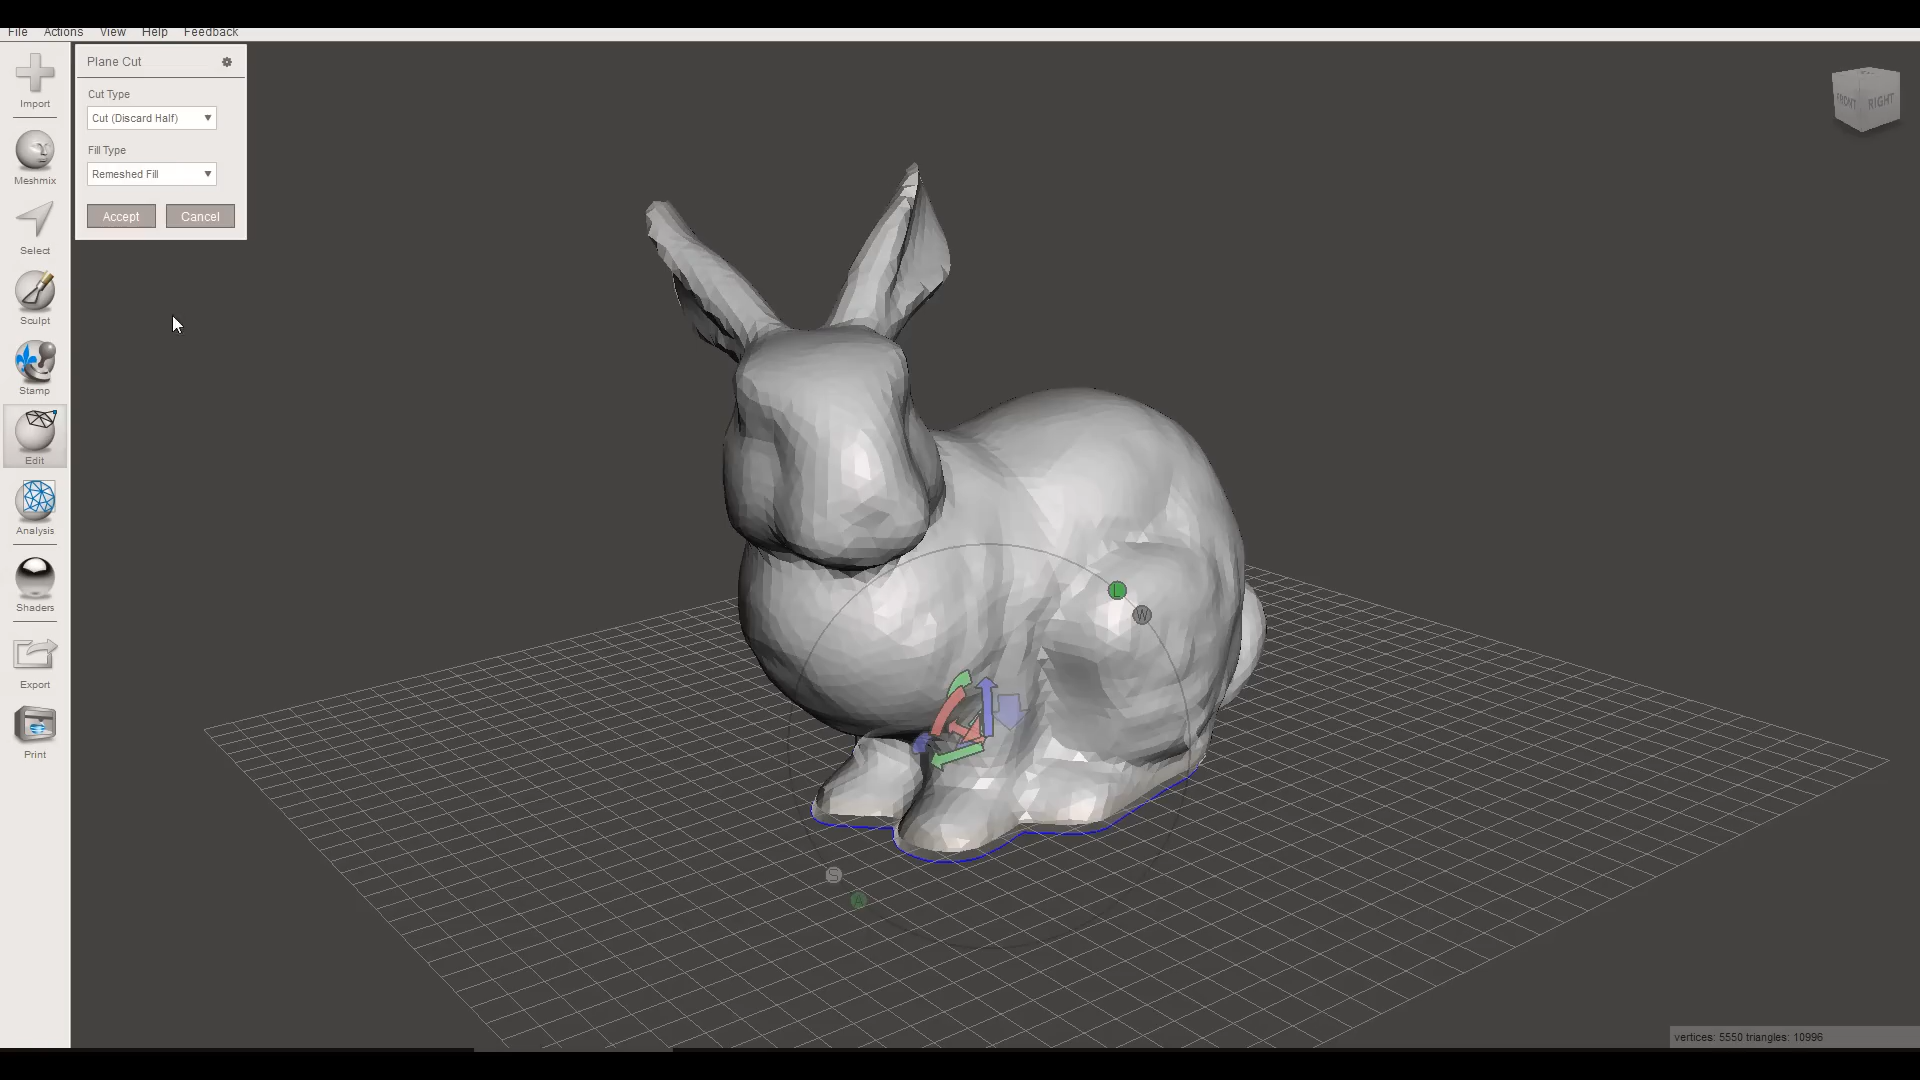 File Actions View Help Feedback
Plane Cut
Cut Type
Cut (Discard Half)
Fill Type
Remeshed Fill
Accept Cancel
Import
Meshmix
Select
Sculpt
Stamp
Edit
Analysis
Shaders
Export
Print
FRONT RIGHT
L
W
S
A
vertices: 5550 triangles: 10996